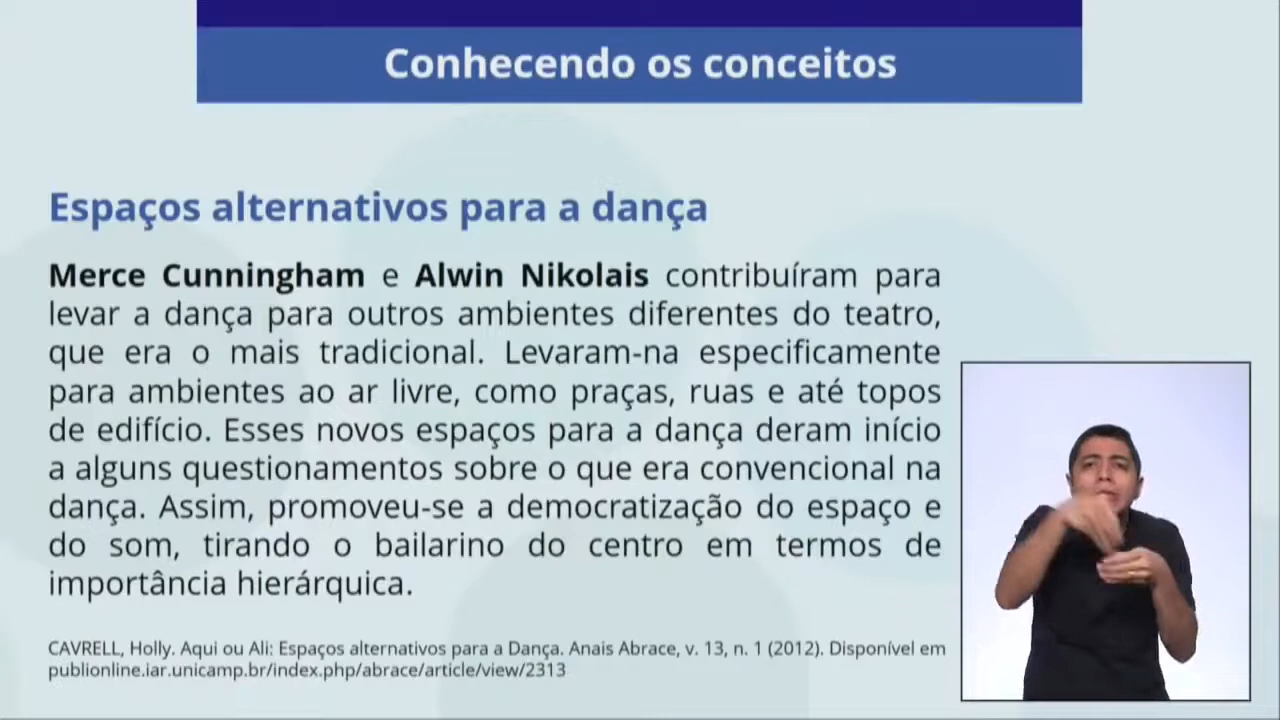 Conhecendo os conceitos
Espaços alternativos para a dança
Merce Cunningham e Alwin Nikolais contribuíram para
levar a dança para outros ambientes diferentes do teatro,
que era o mais tradicional. Levaram-na especificamente
para ambientes ao ar livre, como praças, ruas e até topos
de edifício. Esses novos espaços para a dança deram início
a alguns questionamentos sobre o que era convencional na
dança. Assim, promoveu-se a democratização do espaço e
do som, tirando o bailarino do centro em termos de
importância hierárquica.
CAVRELL, Holly. Aqui ou Ali: Espaços alternativos para a Dança. Anais Abrace, v. 13, n. 1 (2012). Disponível em
publionline.iar.unicamp.br/index.php/abrace/article/view/2313